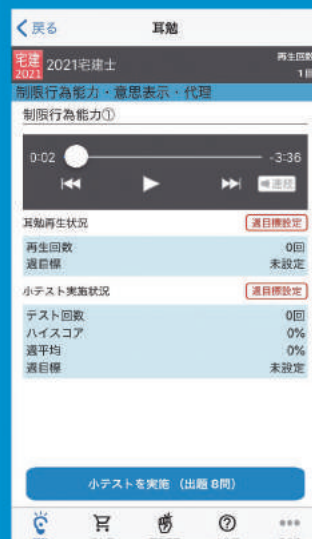 戻る 耳勉
宅建 2021 2021宅建士 再生回数 1回
制限行為能力・意思表示・代理
制限行為能力①
0:02 -3:36
連続
耳勉再生状況 週目標設定
再生回数 0回
週目標 未設定
小テスト実施状況 週目標設定
テスト回数 0回
ハイスコア 0%
週平均 0%
週目標 未設定
小テストを実施 (出題 8問)